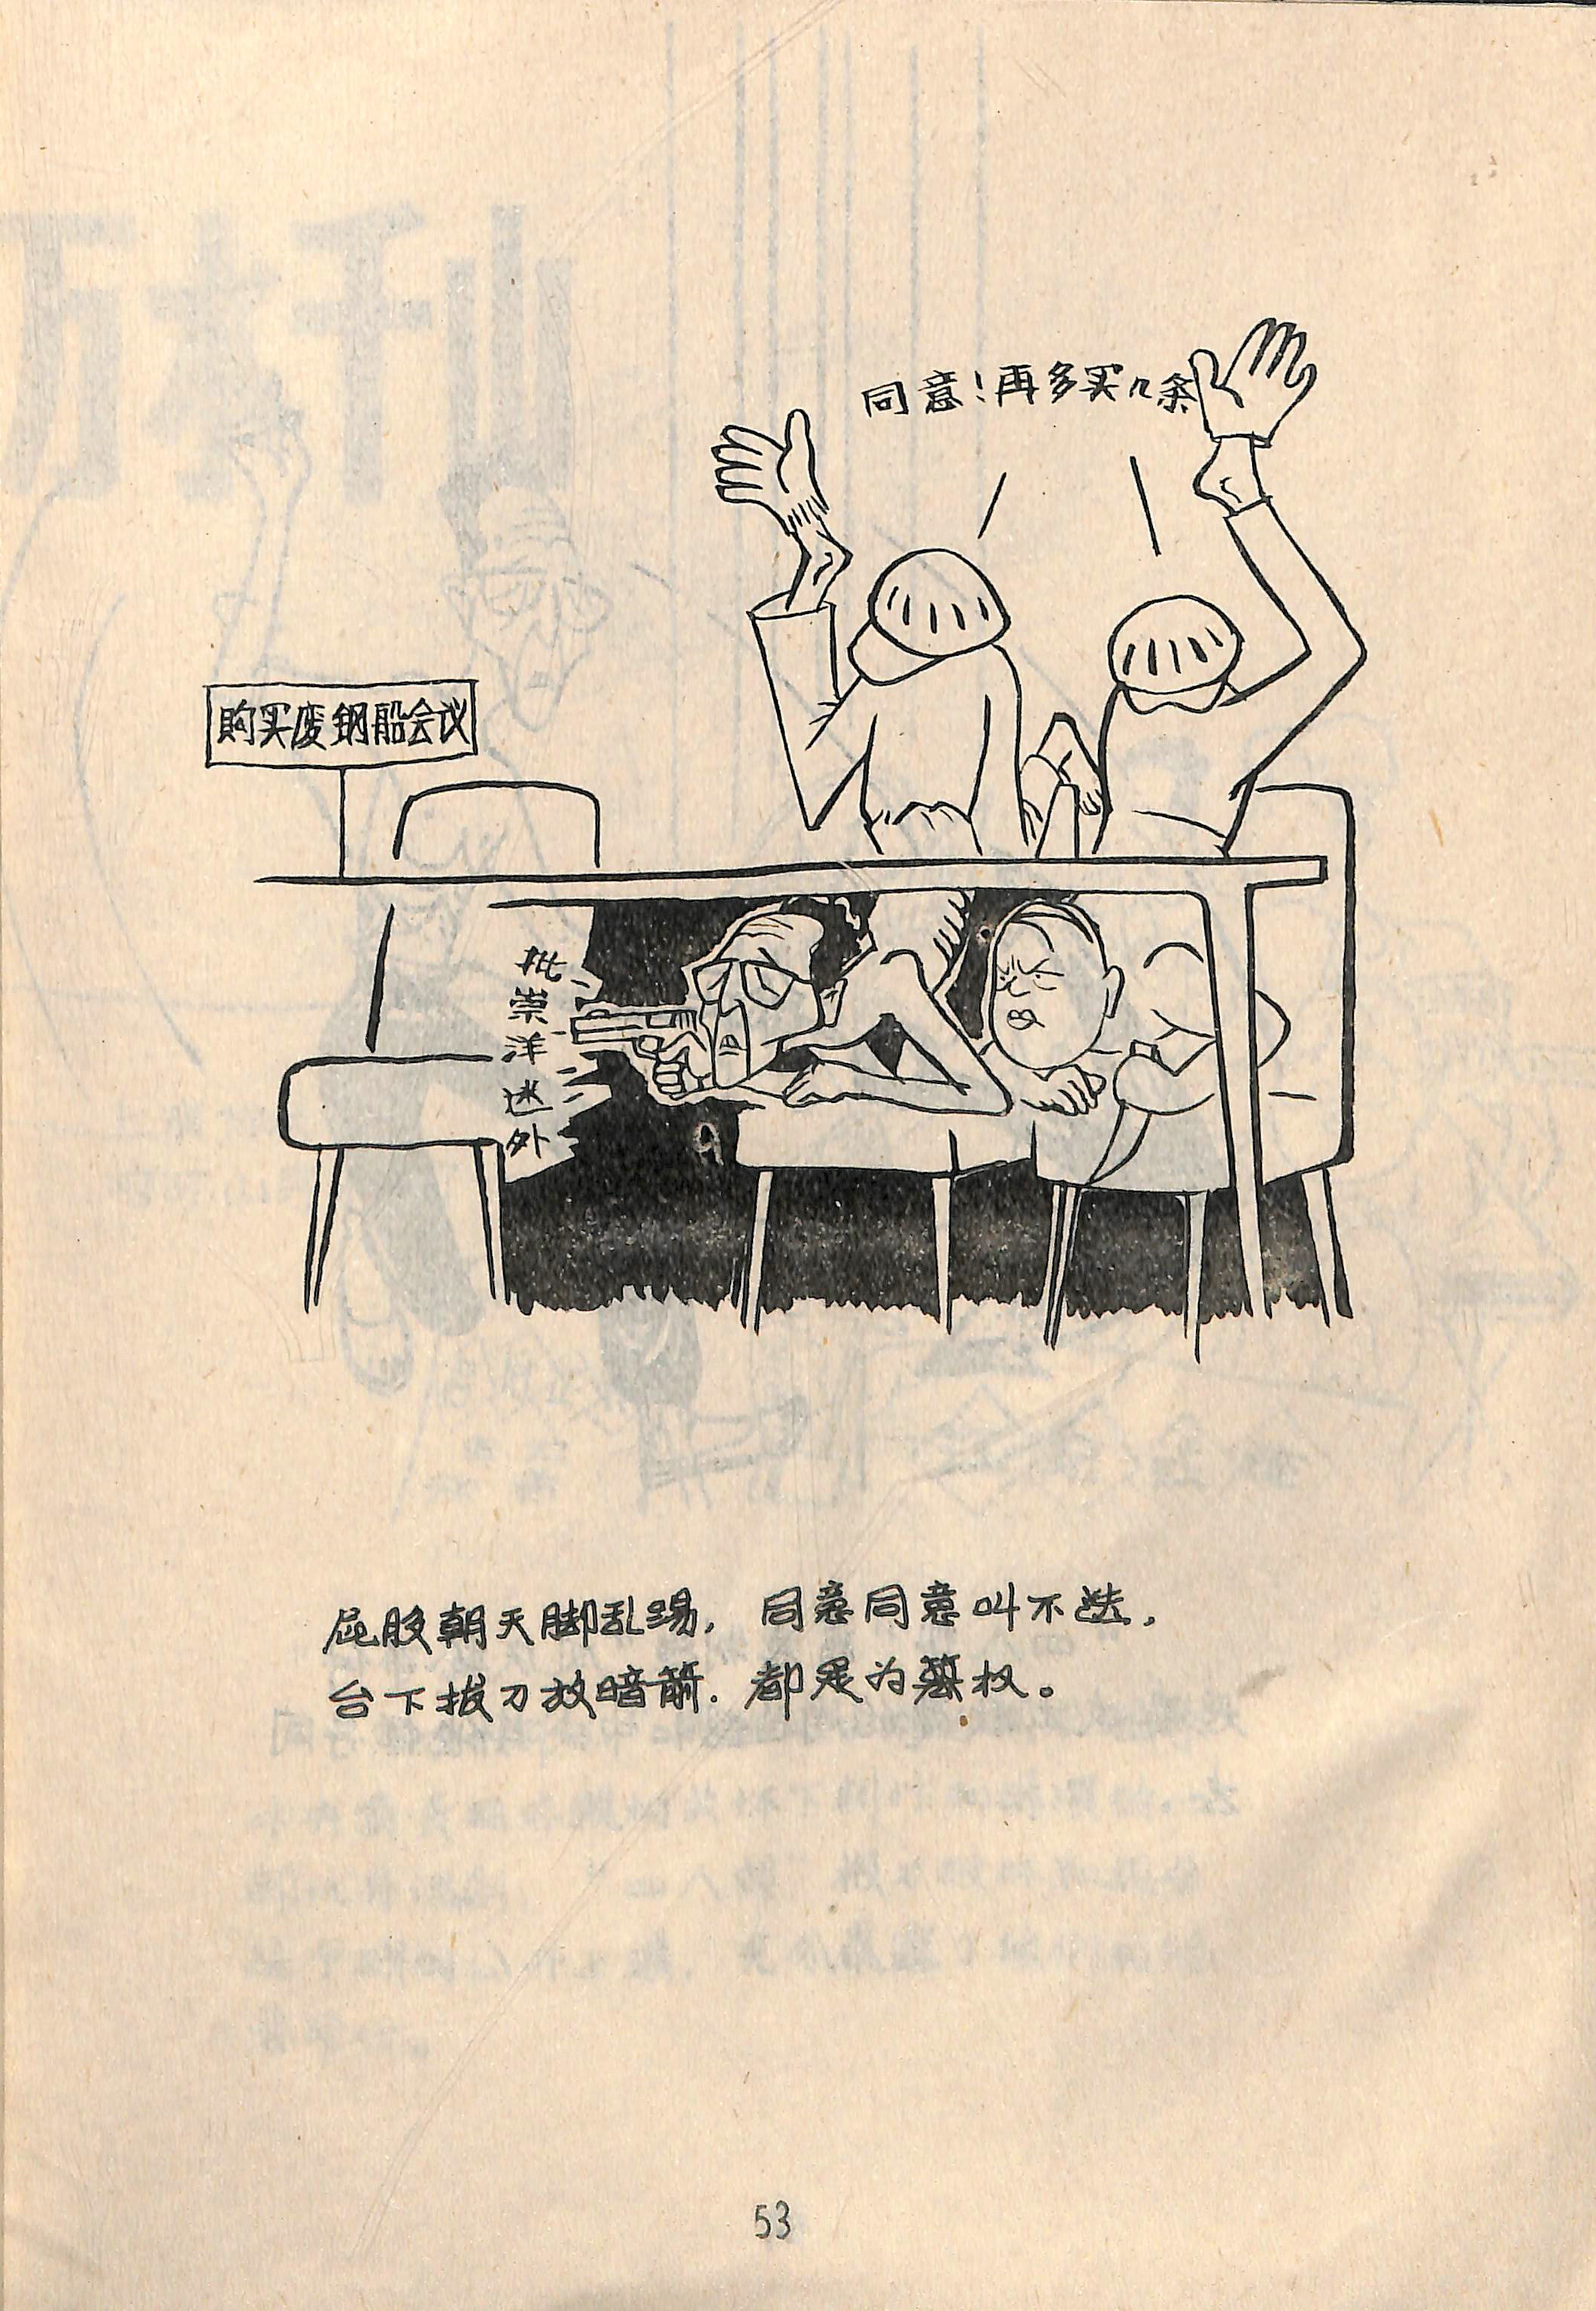 同意！再多买几条
购买废钢船会议
批崇洋迷外
屁股朝天脚乱踢，同意同意叫不迭，
台下拔刀放暗箭．都是为篡权。
53